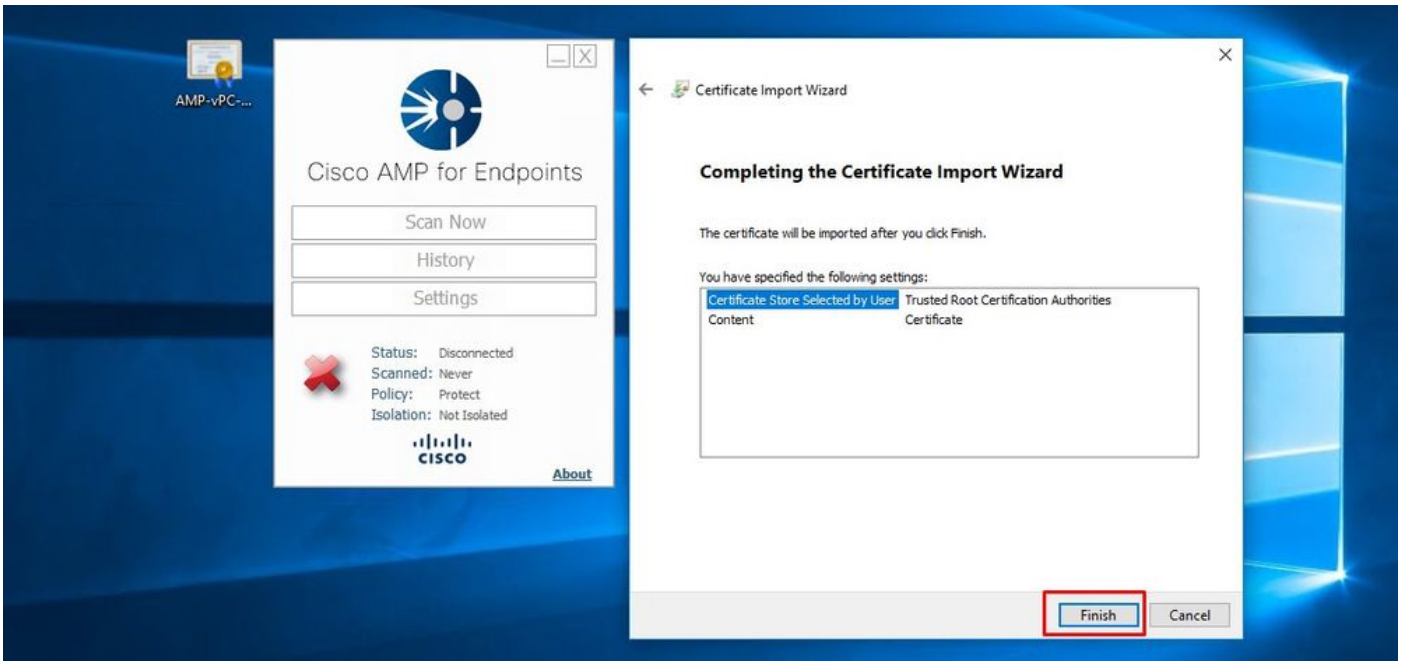 AMP-vPC-...
Cisco AMP for Endpoints
Scan Now
History
Settings
Status: Disconnected
Scanned: Never
Policy: Protect
Isolation: Not Isolated
CISCO
About
Certificate Import Wizard
Completing the Certificate Import Wizard
The certificate will be imported after you click Finish.
You have specified the following settings:
Certificate Store Selected by User Trusted Root Certification Authorities
Content Certificate
Finish Cancel